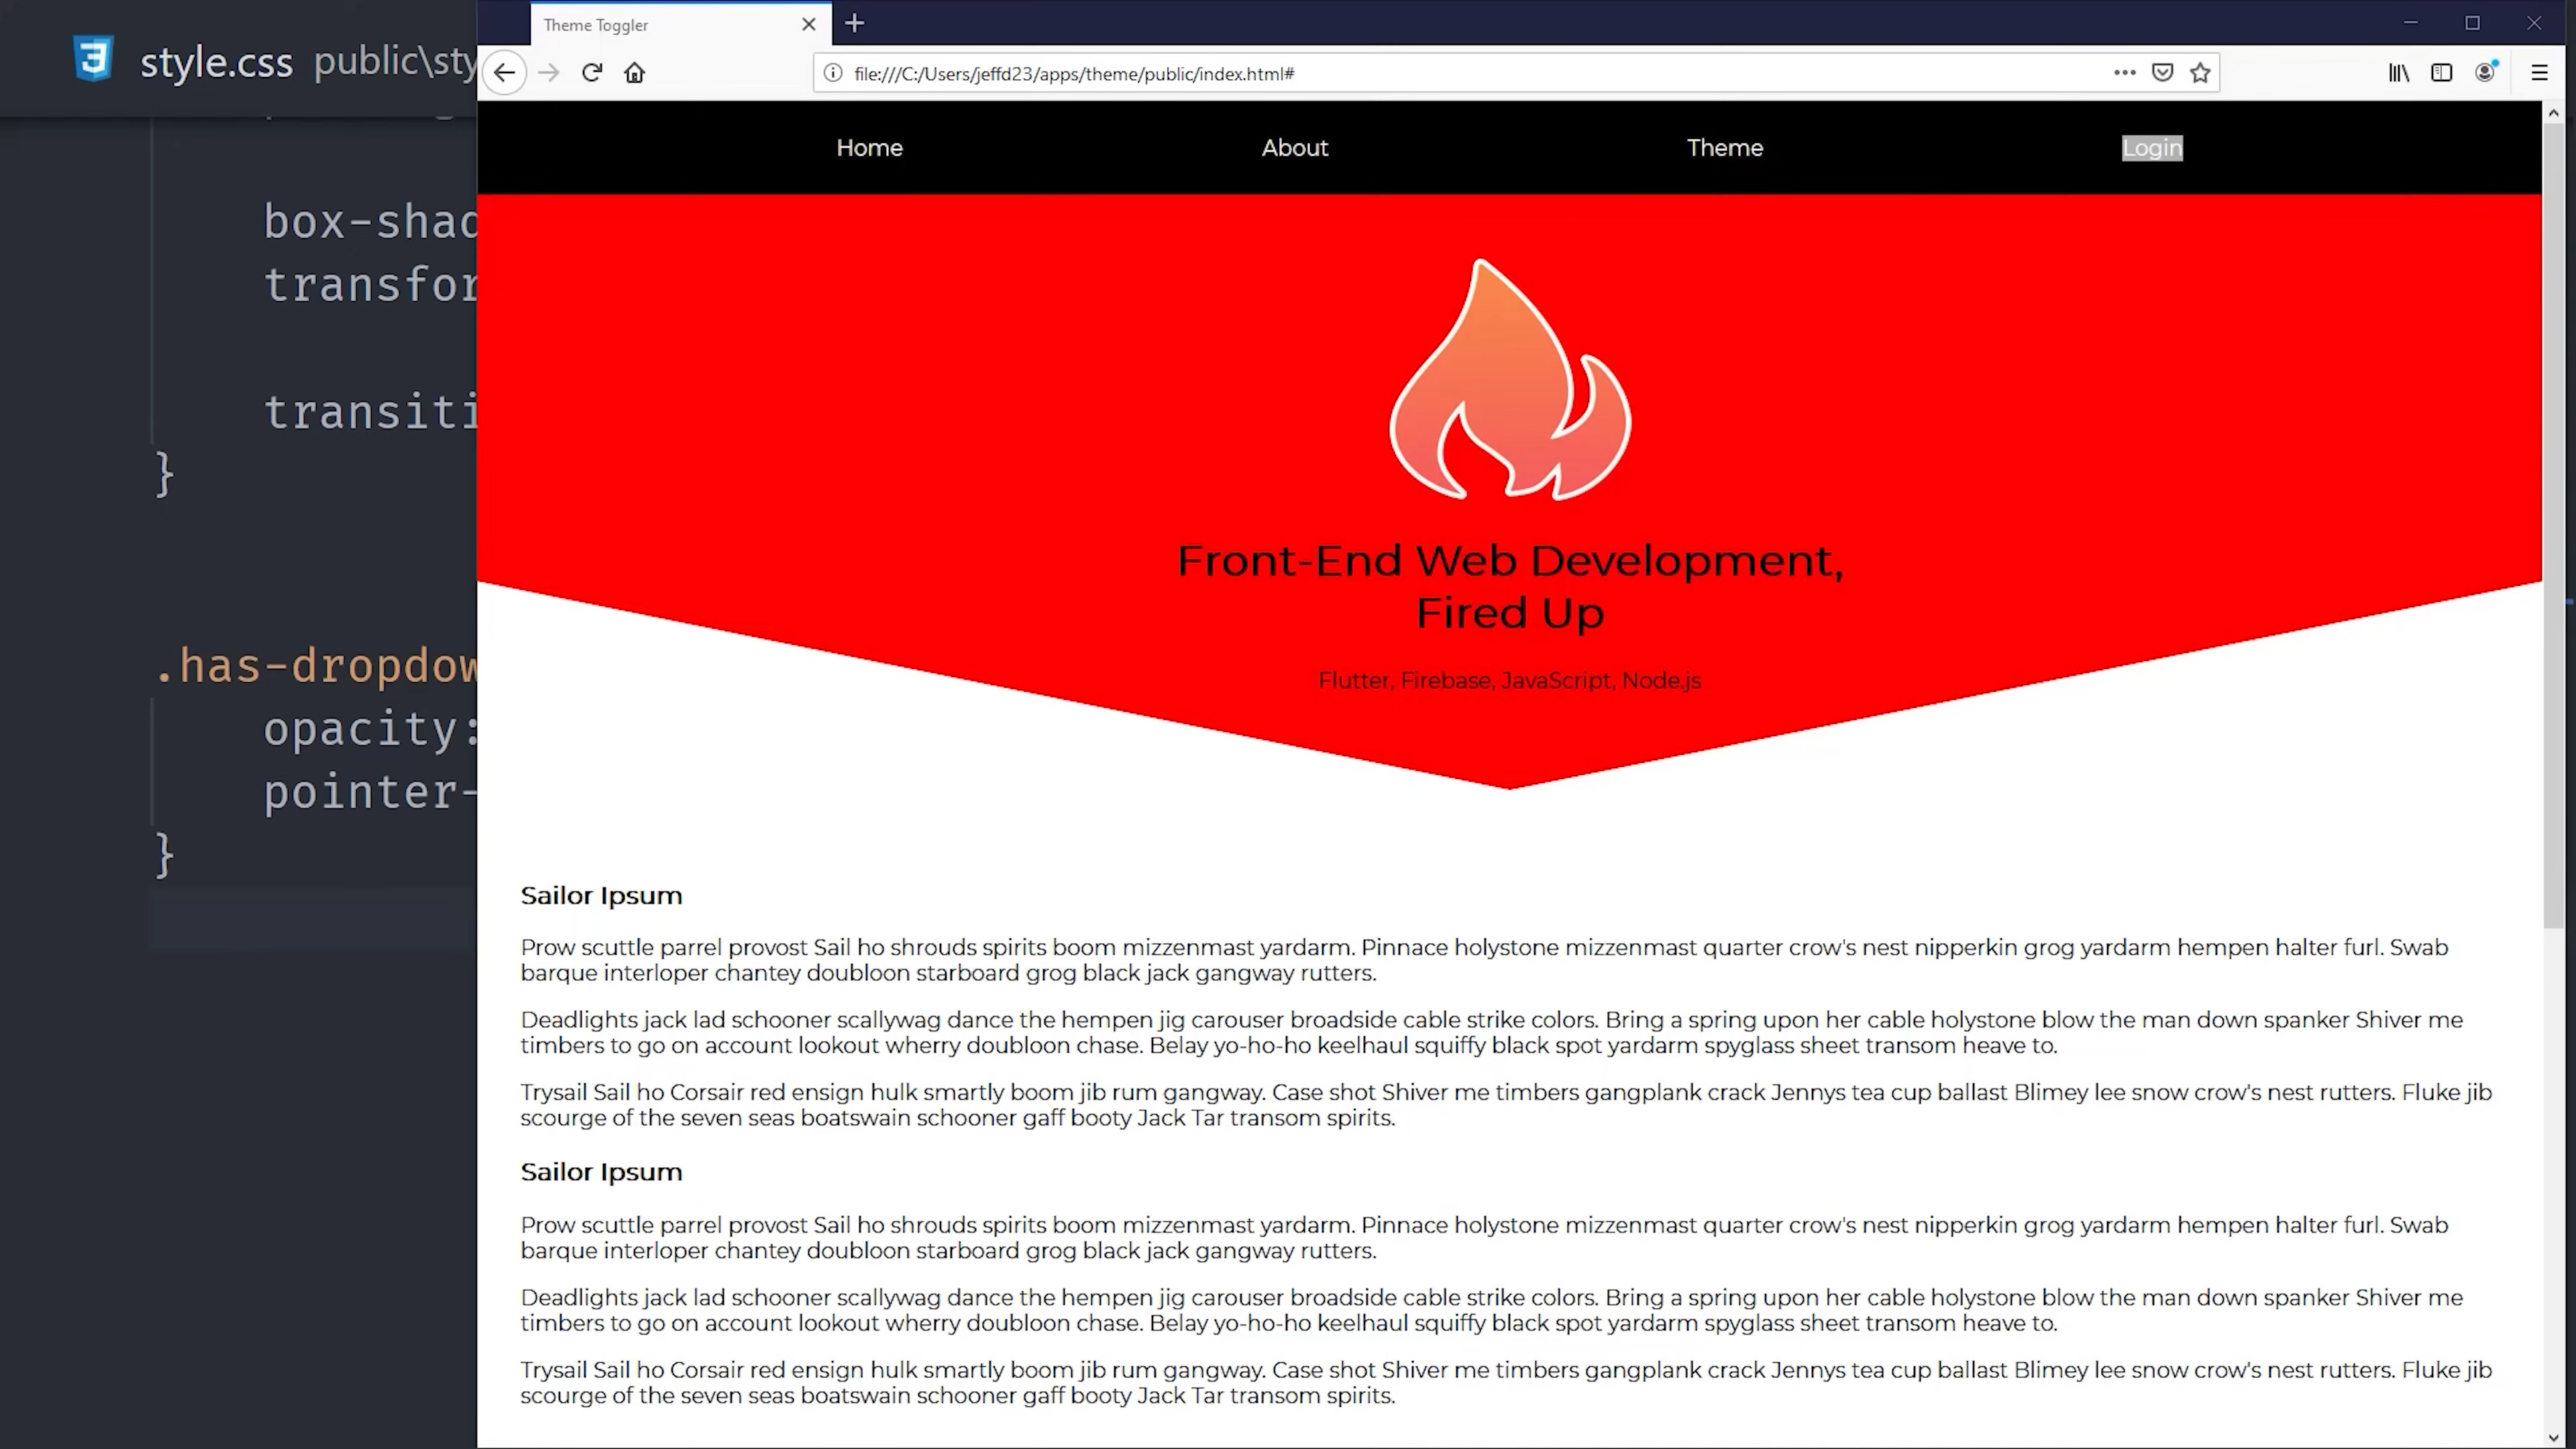 style.css public\sty
box-shad
transfor
transiti
}
.has-dropdow
opacity:
pointer-
}
Theme Toggler
file:///C:/Users/jeffd23/apps/theme/public/index.html#
Home About Theme Login
Front-End Web Development,
Fired Up
Flutter, Firebase, JavaScript, Node.js
Sailor Ipsum
Prow scuttle parrel provost Sail ho shrouds spirits boom mizzenmast yardarm. Pinnace holystone mizzenmast quarter crow's nest nipperkin grog yardarm hempen halter furl. Swab
barque interloper chantey doubloon starboard grog black jack gangway rutters.
Deadlights jack lad schooner scallywag dance the hempen jig carouser broadside cable strike colors. Bring a spring upon her cable holystone blow the man down spanker Shiver me
timbers to go on account lookout wherry doubloon chase. Belay yo-ho-ho keelhaul squiffy black spot yardarm spyglass sheet transom heave to.
Trysail Sail ho Corsair red ensign hulk smartly boom jib rum gangway. Case shot Shiver me timbers gangplank crack Jennys tea cup ballast Blimey lee snow crow's nest rutters. Fluke jib
scourge of the seven seas boatswain schooner gaff booty Jack Tar transom spirits.
Sailor Ipsum
Prow scuttle parrel provost Sail ho shrouds spirits boom mizzenmast yardarm. Pinnace holystone mizzenmast quarter crow's nest nipperkin grog yardarm hempen halter furl. Swab
barque interloper chantey doubloon starboard grog black jack gangway rutters.
Deadlights jack lad schooner scallywag dance the hempen jig carouser broadside cable strike colors. Bring a spring upon her cable holystone blow the man down spanker Shiver me
timbers to go on account lookout wherry doubloon chase. Belay yo-ho-ho keelhaul squiffy black spot yardarm spyglass sheet transom heave to.
Trysail Sail ho Corsair red ensign hulk smartly boom jib rum gangway. Case shot Shiver me timbers gangplank crack Jennys tea cup ballast Blimey lee snow crow's nest rutters. Fluke jib
scourge of the seven seas boatswain schooner gaff booty Jack Tar transom spirits.